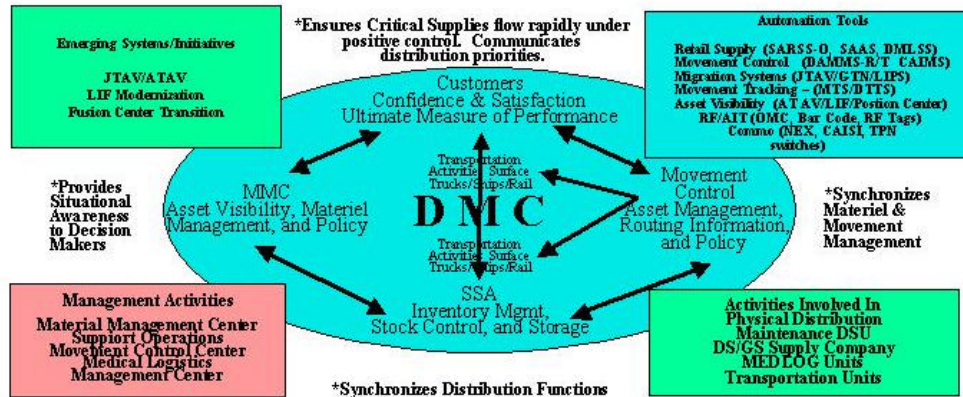 Emerging Systems/Initiatives
JTAV/ATAV
LIF Modernization
Fusion Center Transition
*Ensures Critical Supplies flow rapidly under
positive control. Communicates
distribution priorities.
Automation Tools
Retail Supply (SARSS-O, SAAS, DMLSS)
Movement Control (DAMMS-R/T CAIMS)
Migration Systems (JTAV/GTN/LIPS)
Movement Tracking – (MTS/DTTS)
Asset Visibility (ATAV/LIF/Postion Center)
RF/AIT (OMC, Bar Code, RF Tags)
Commo (NEX, CAISI, TPN
switches)
Customers
Confidence & Satisfaction
Ultimate Measure of Performance
*Provides
Situational
Awareness
to Decision
Makers
MMC
Asset Visibility, Materiel
Management, and Policy
Transportation
Activities Surface
Trucks/Ships/Rail
DMC
Transportation
Activities Surface
Trucks/Ships/Rail
Movement
Control
Asset Management,
Routing Information,
and Policy
*Synchronizes
Materiel &
Movement
Management
SSA
Inventory Mgmt,
Stock Control, and Storage
Management Activities
Material Management Center
Support Operations
Movement Control Center
Medical Logistics
Management Center
*Synchronizes Distribution Functions
Activities Involved In
Physical Distribution
Maintenance DSU
DS/GS Supply Company
MEDLOG Units
Transportation Units